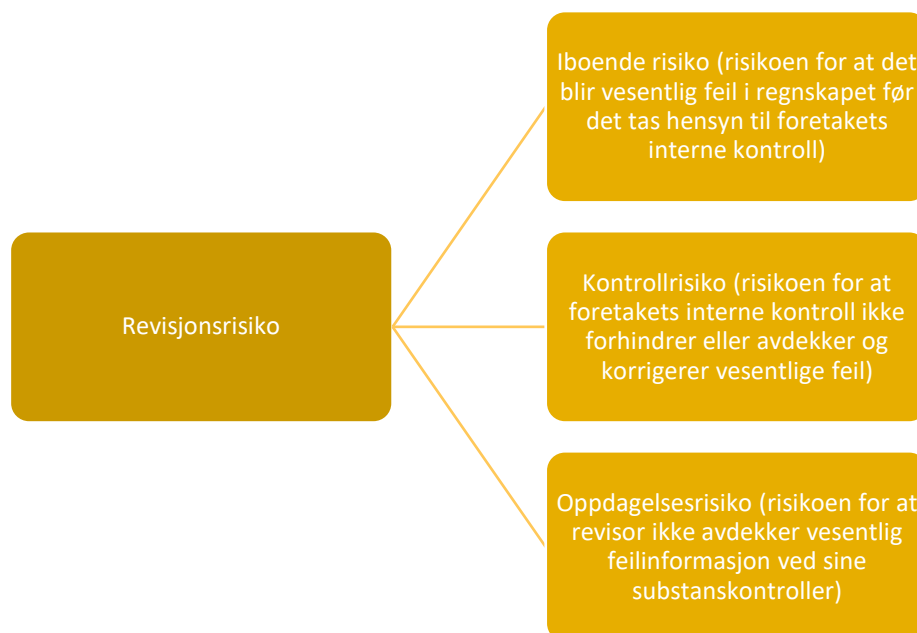 Iboende risiko (risikoen for at det
blir vesentlig feil i regnskapet før
det tas hensyn til foretakets
interne kontroll)
Revisjonsrisiko
Kontrollrisiko (risikoen for at
foretakets interne kontroll ikke
forhindrer eller avdekker og
korrigerer vesentlige feil)
Oppdagelsesrisiko (risikoen for at
revisor ikke avdekker vesentlig
feilinformasjon ved sine
substanskontroller)